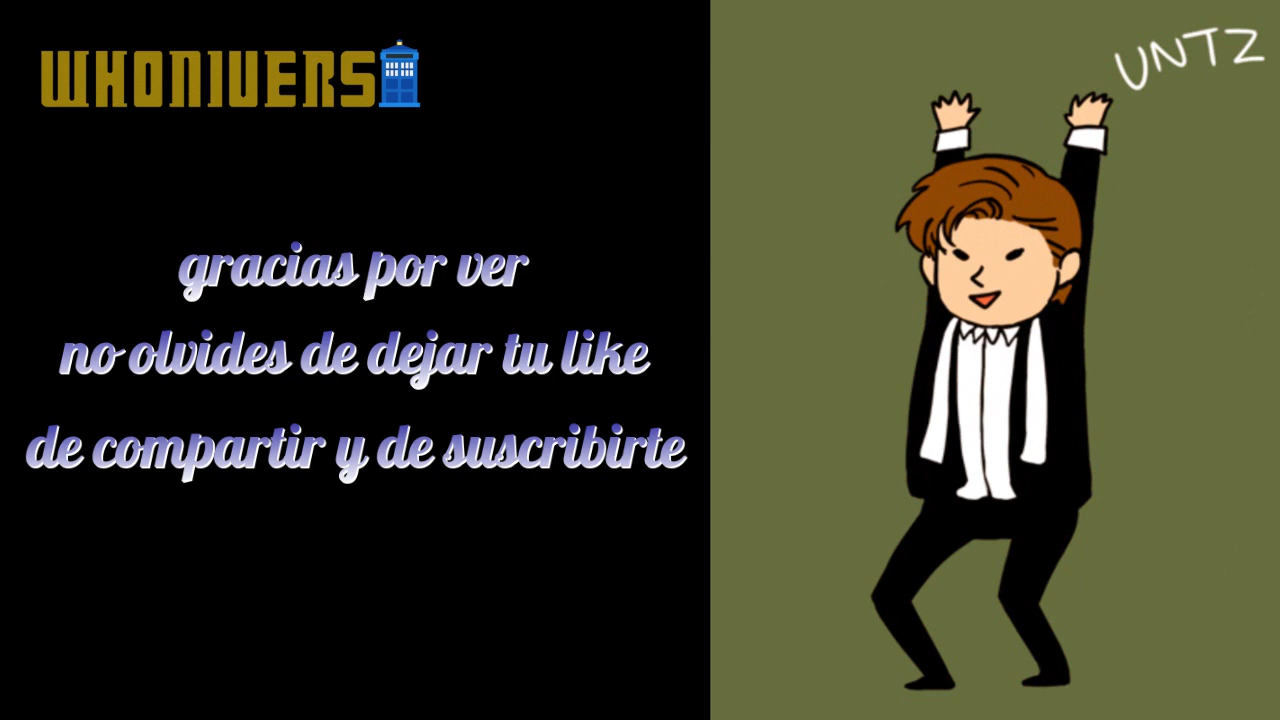 WHONIVERS
UNTZ
gracias por ver
no olvides de dejar tu like
de compartir y de suscribirte